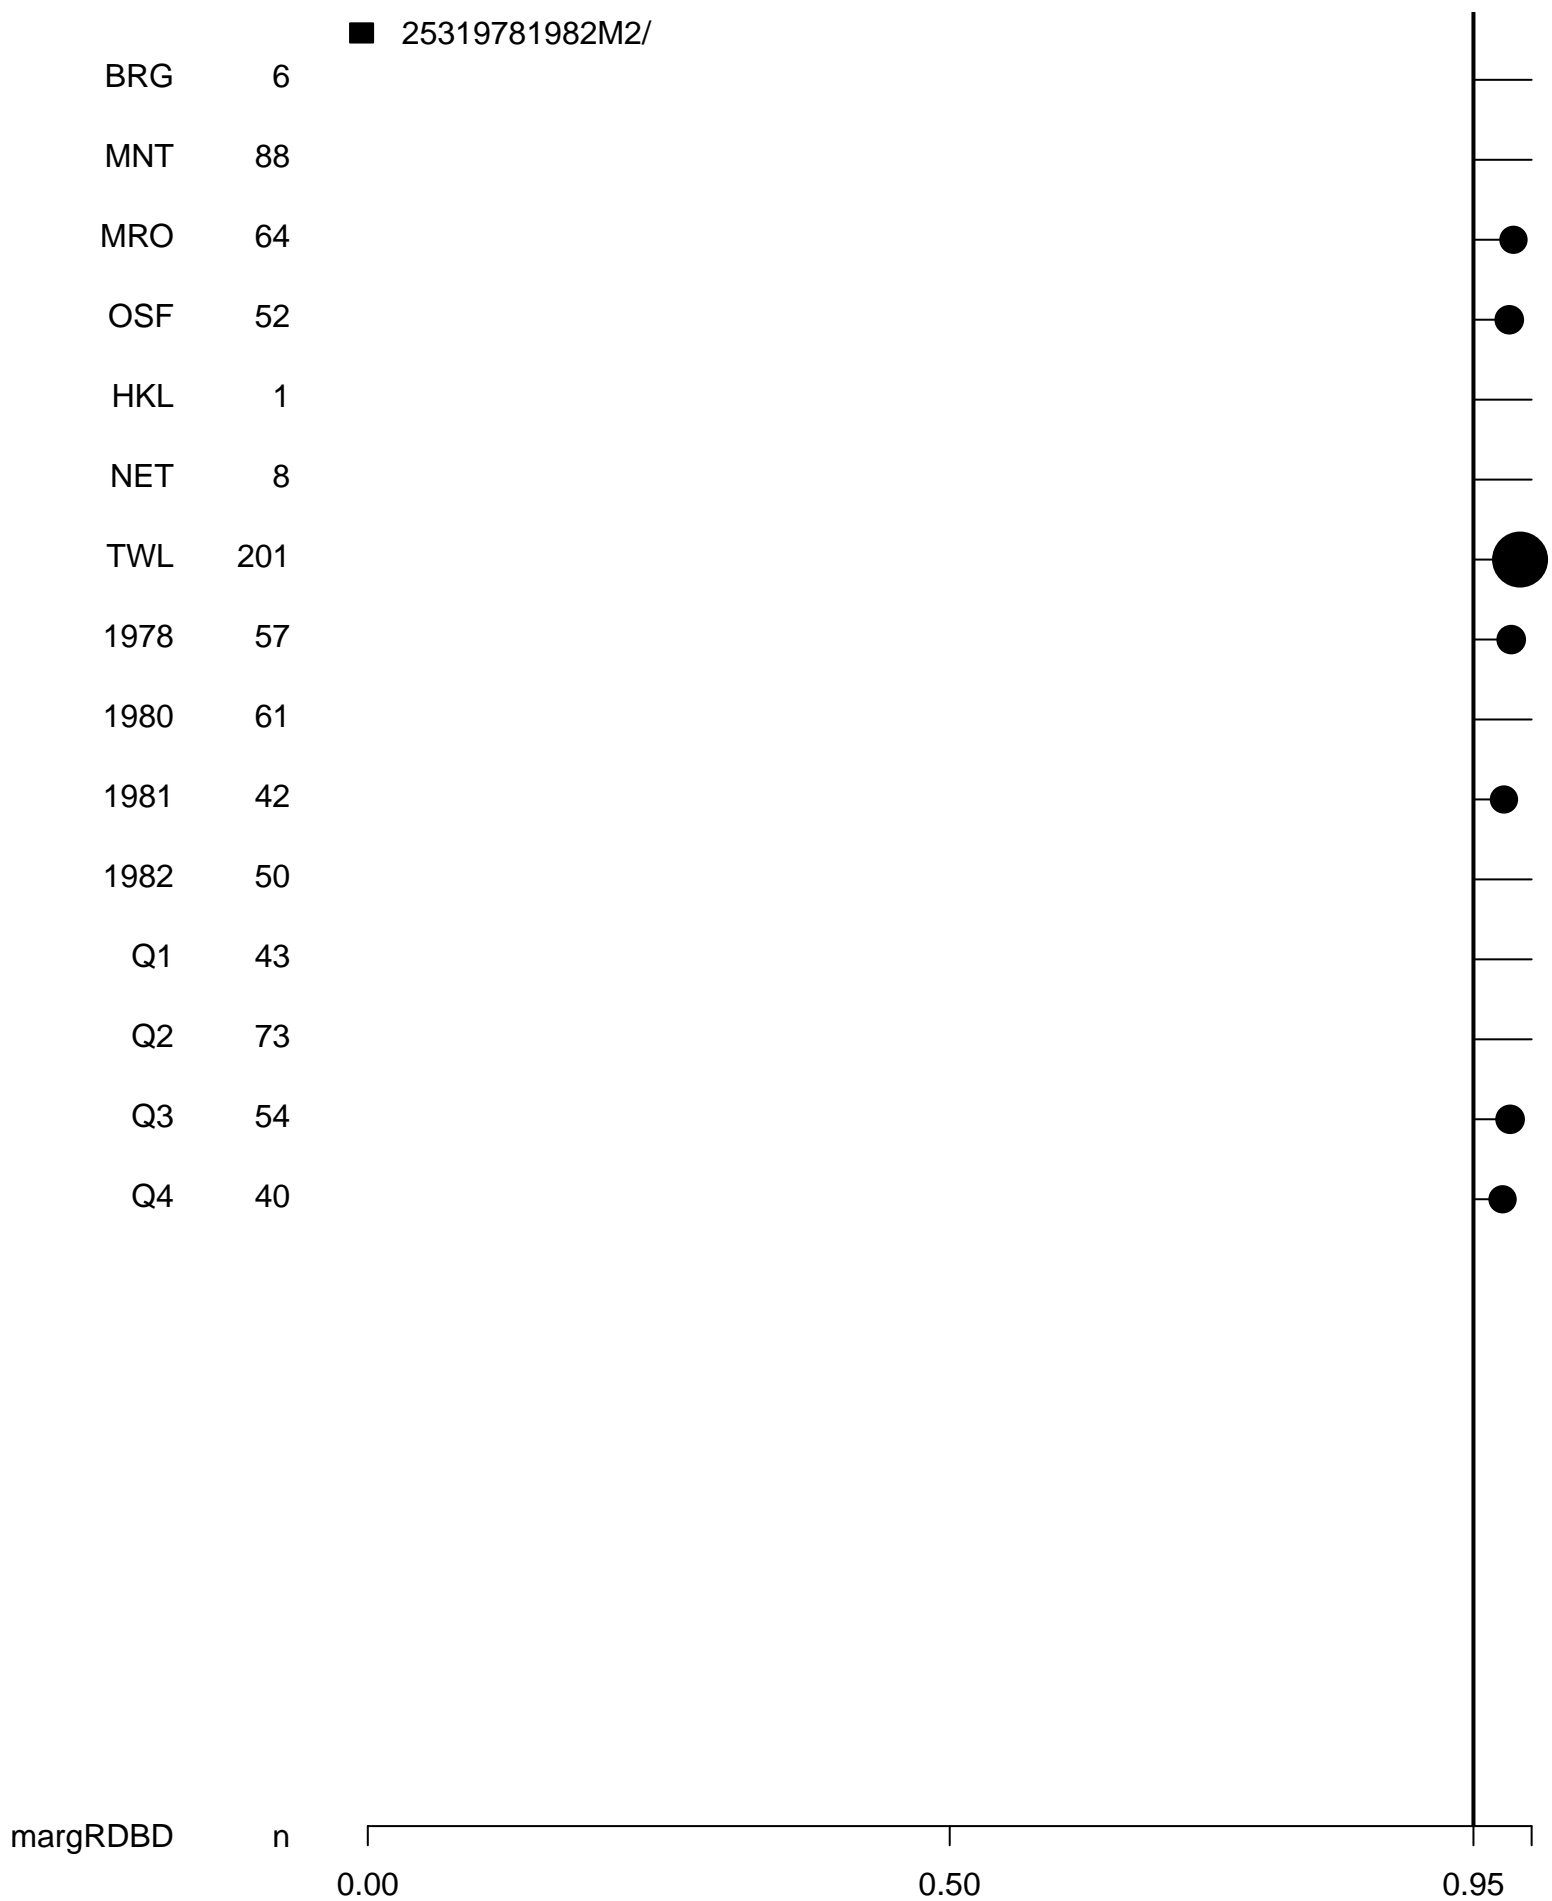 25319781982M2/
BRG 6
MNT 88
MRO 64
OSF 52
HKL 1
NET 8
TWL 201
1978 57
1980 61
1981 42
1982 50
Q1 43
Q2 73
Q3 54
Q4 40
margRDBD n
0.00 0.50 0.95